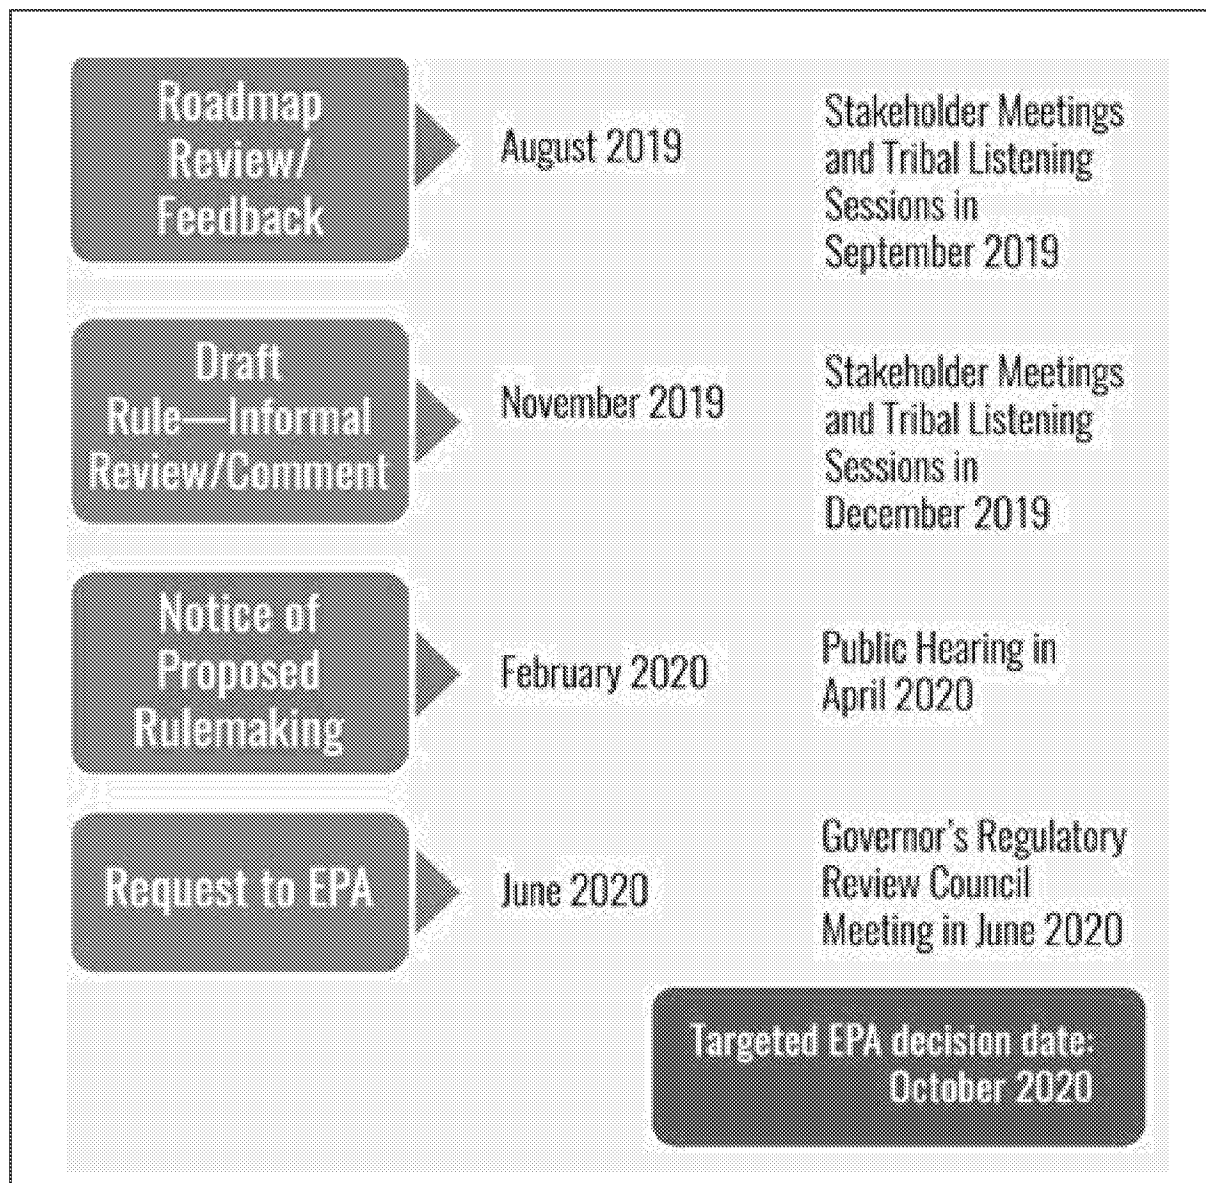 Roadmap
Review/
Feedback
August 2019
Stakeholder Meetings
and Tribal Listening
Sessions in
September 2019
Draft
Rule—Informal
Review/Comment
November 2019
Stakeholder Meetings
and Tribal Listening
Sessions in
December 2019
Notice of
Proposed
Rulemaking
February 2020
Public Hearing in
April 2020
Request to EPA
June 2020
Governor's Regulatory
Review Council
Meeting in June 2020
Targeted EPA decision date:
October 2020